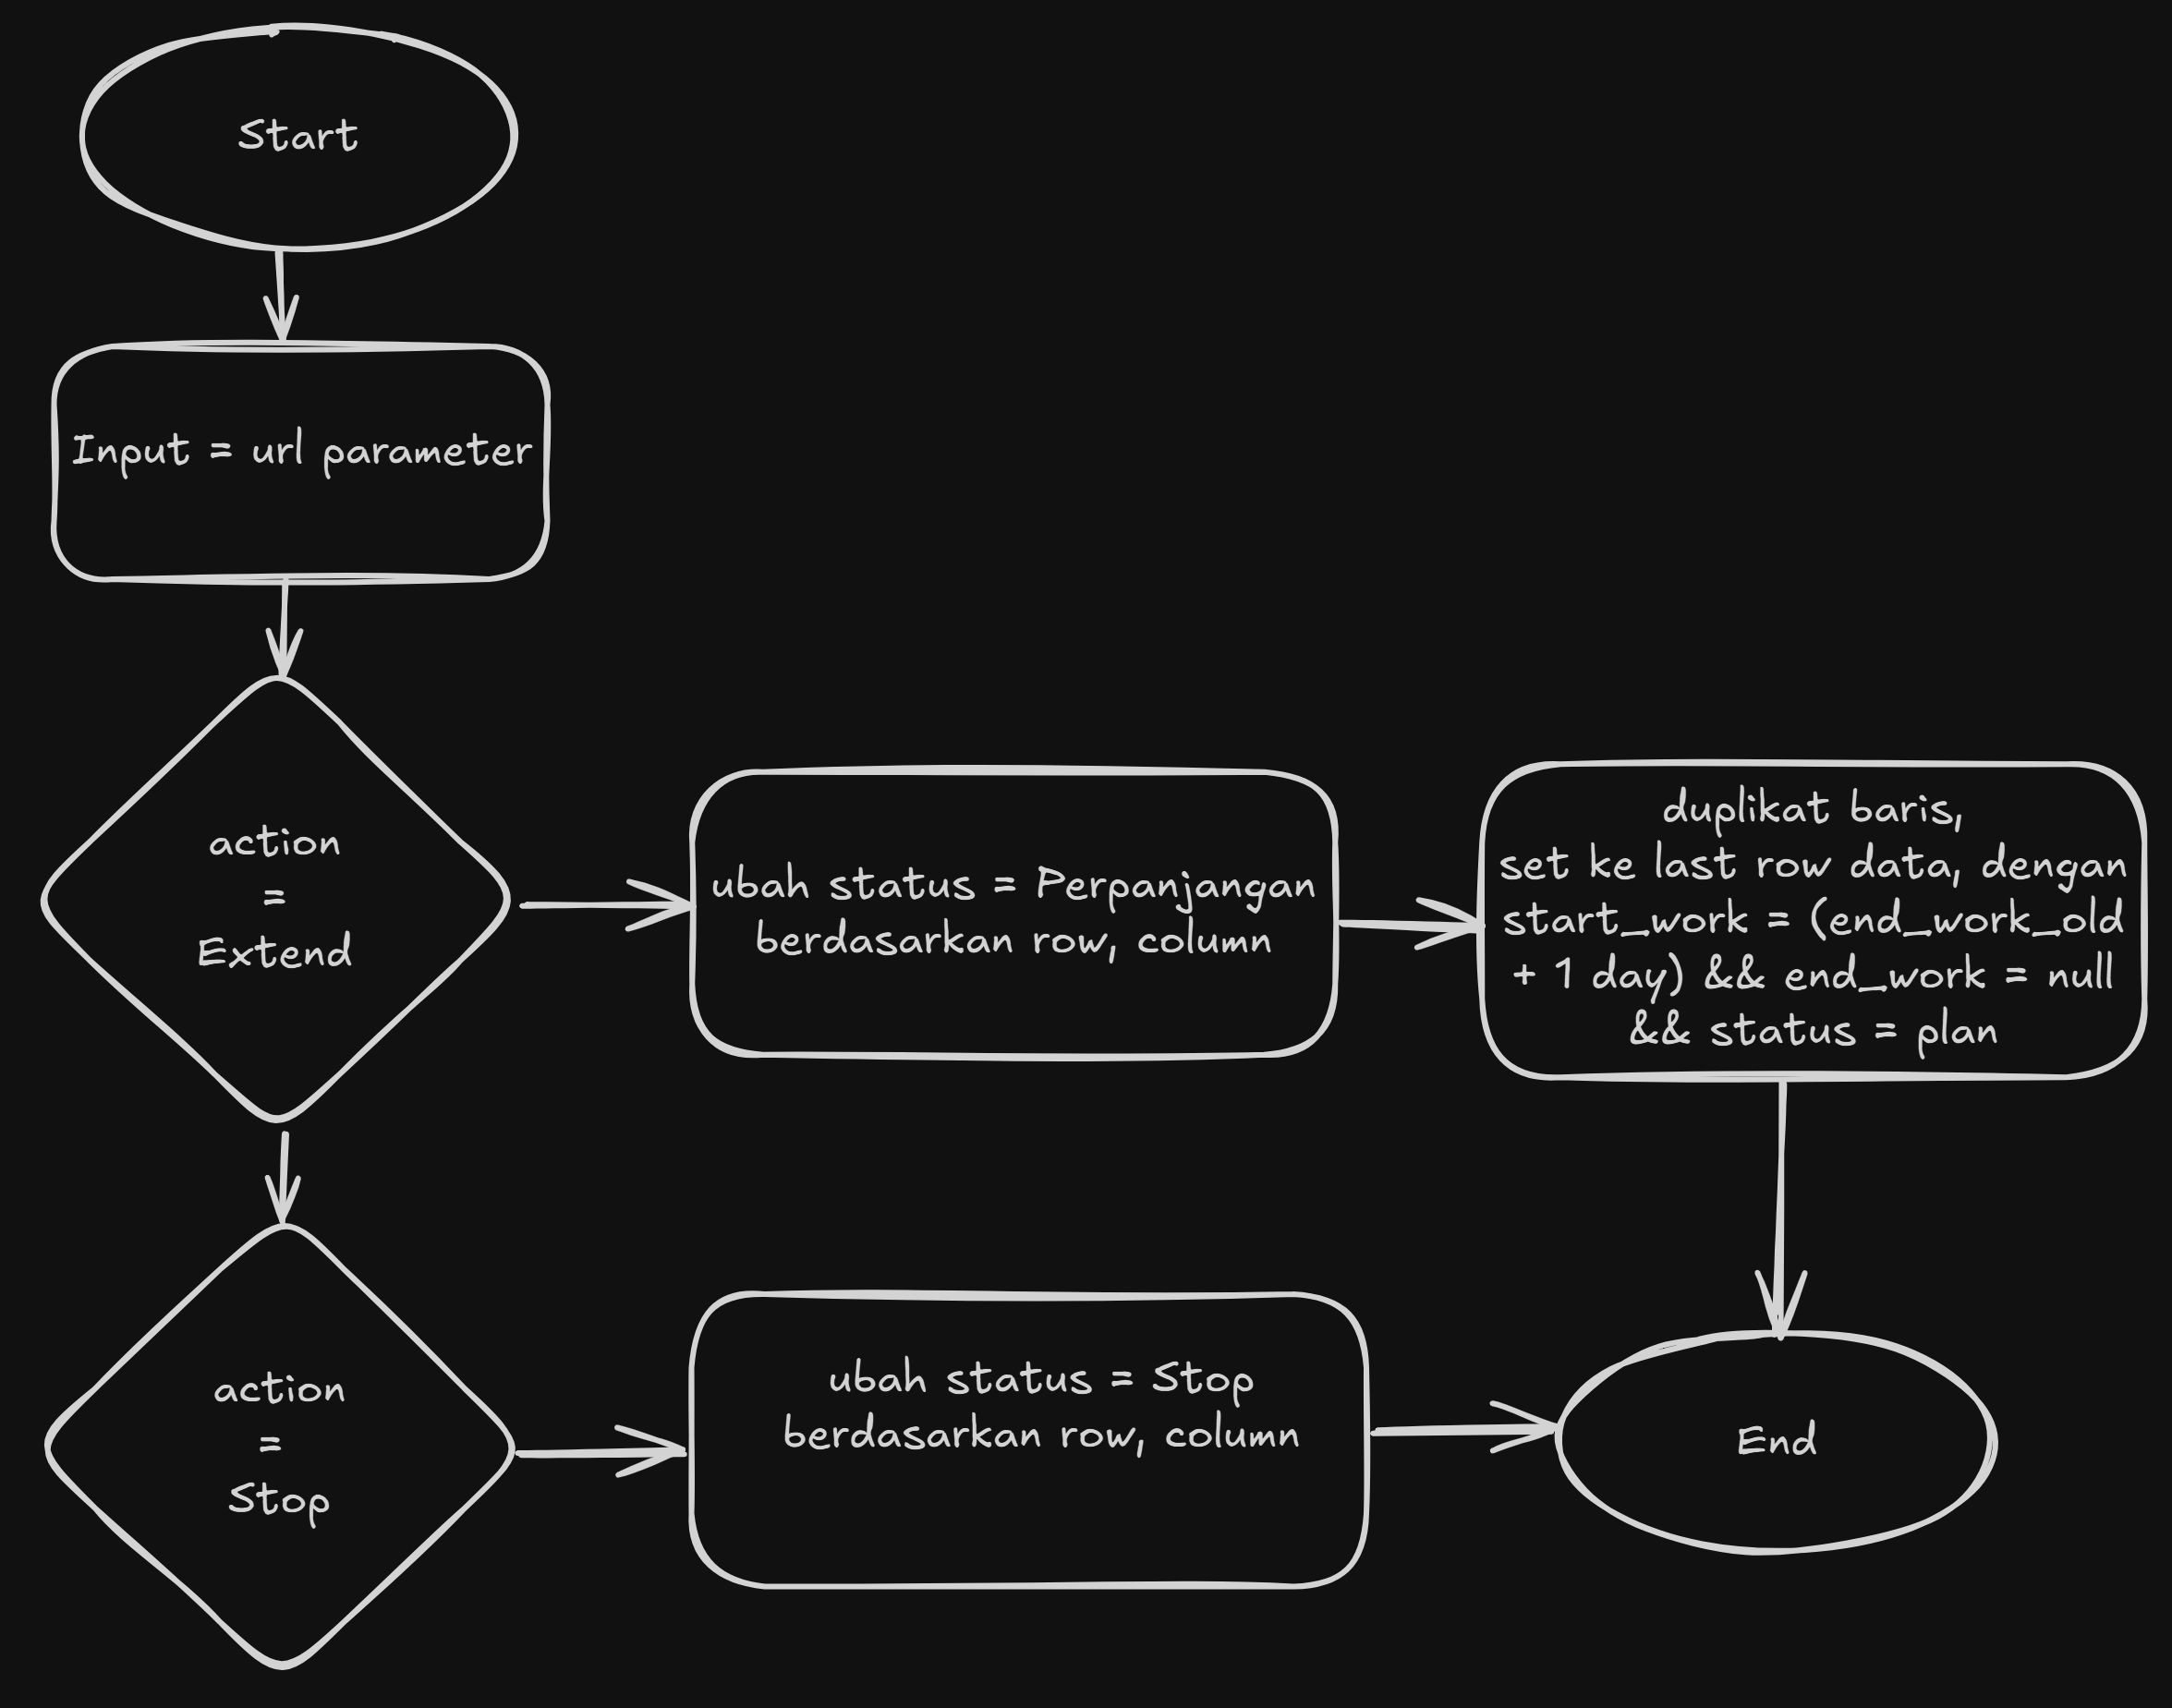 Start
Input = url parameter
action
=
Extend
ubah status = Perpanjangan
berdasarkan row, column
duplikat baris,
set ke last row data, dengan
start_work = (end_work_old
+ 1 day) && end_work = null
&& status = plan
action
=
Stop
ubah status = Stop
berdasarkan row, column
End